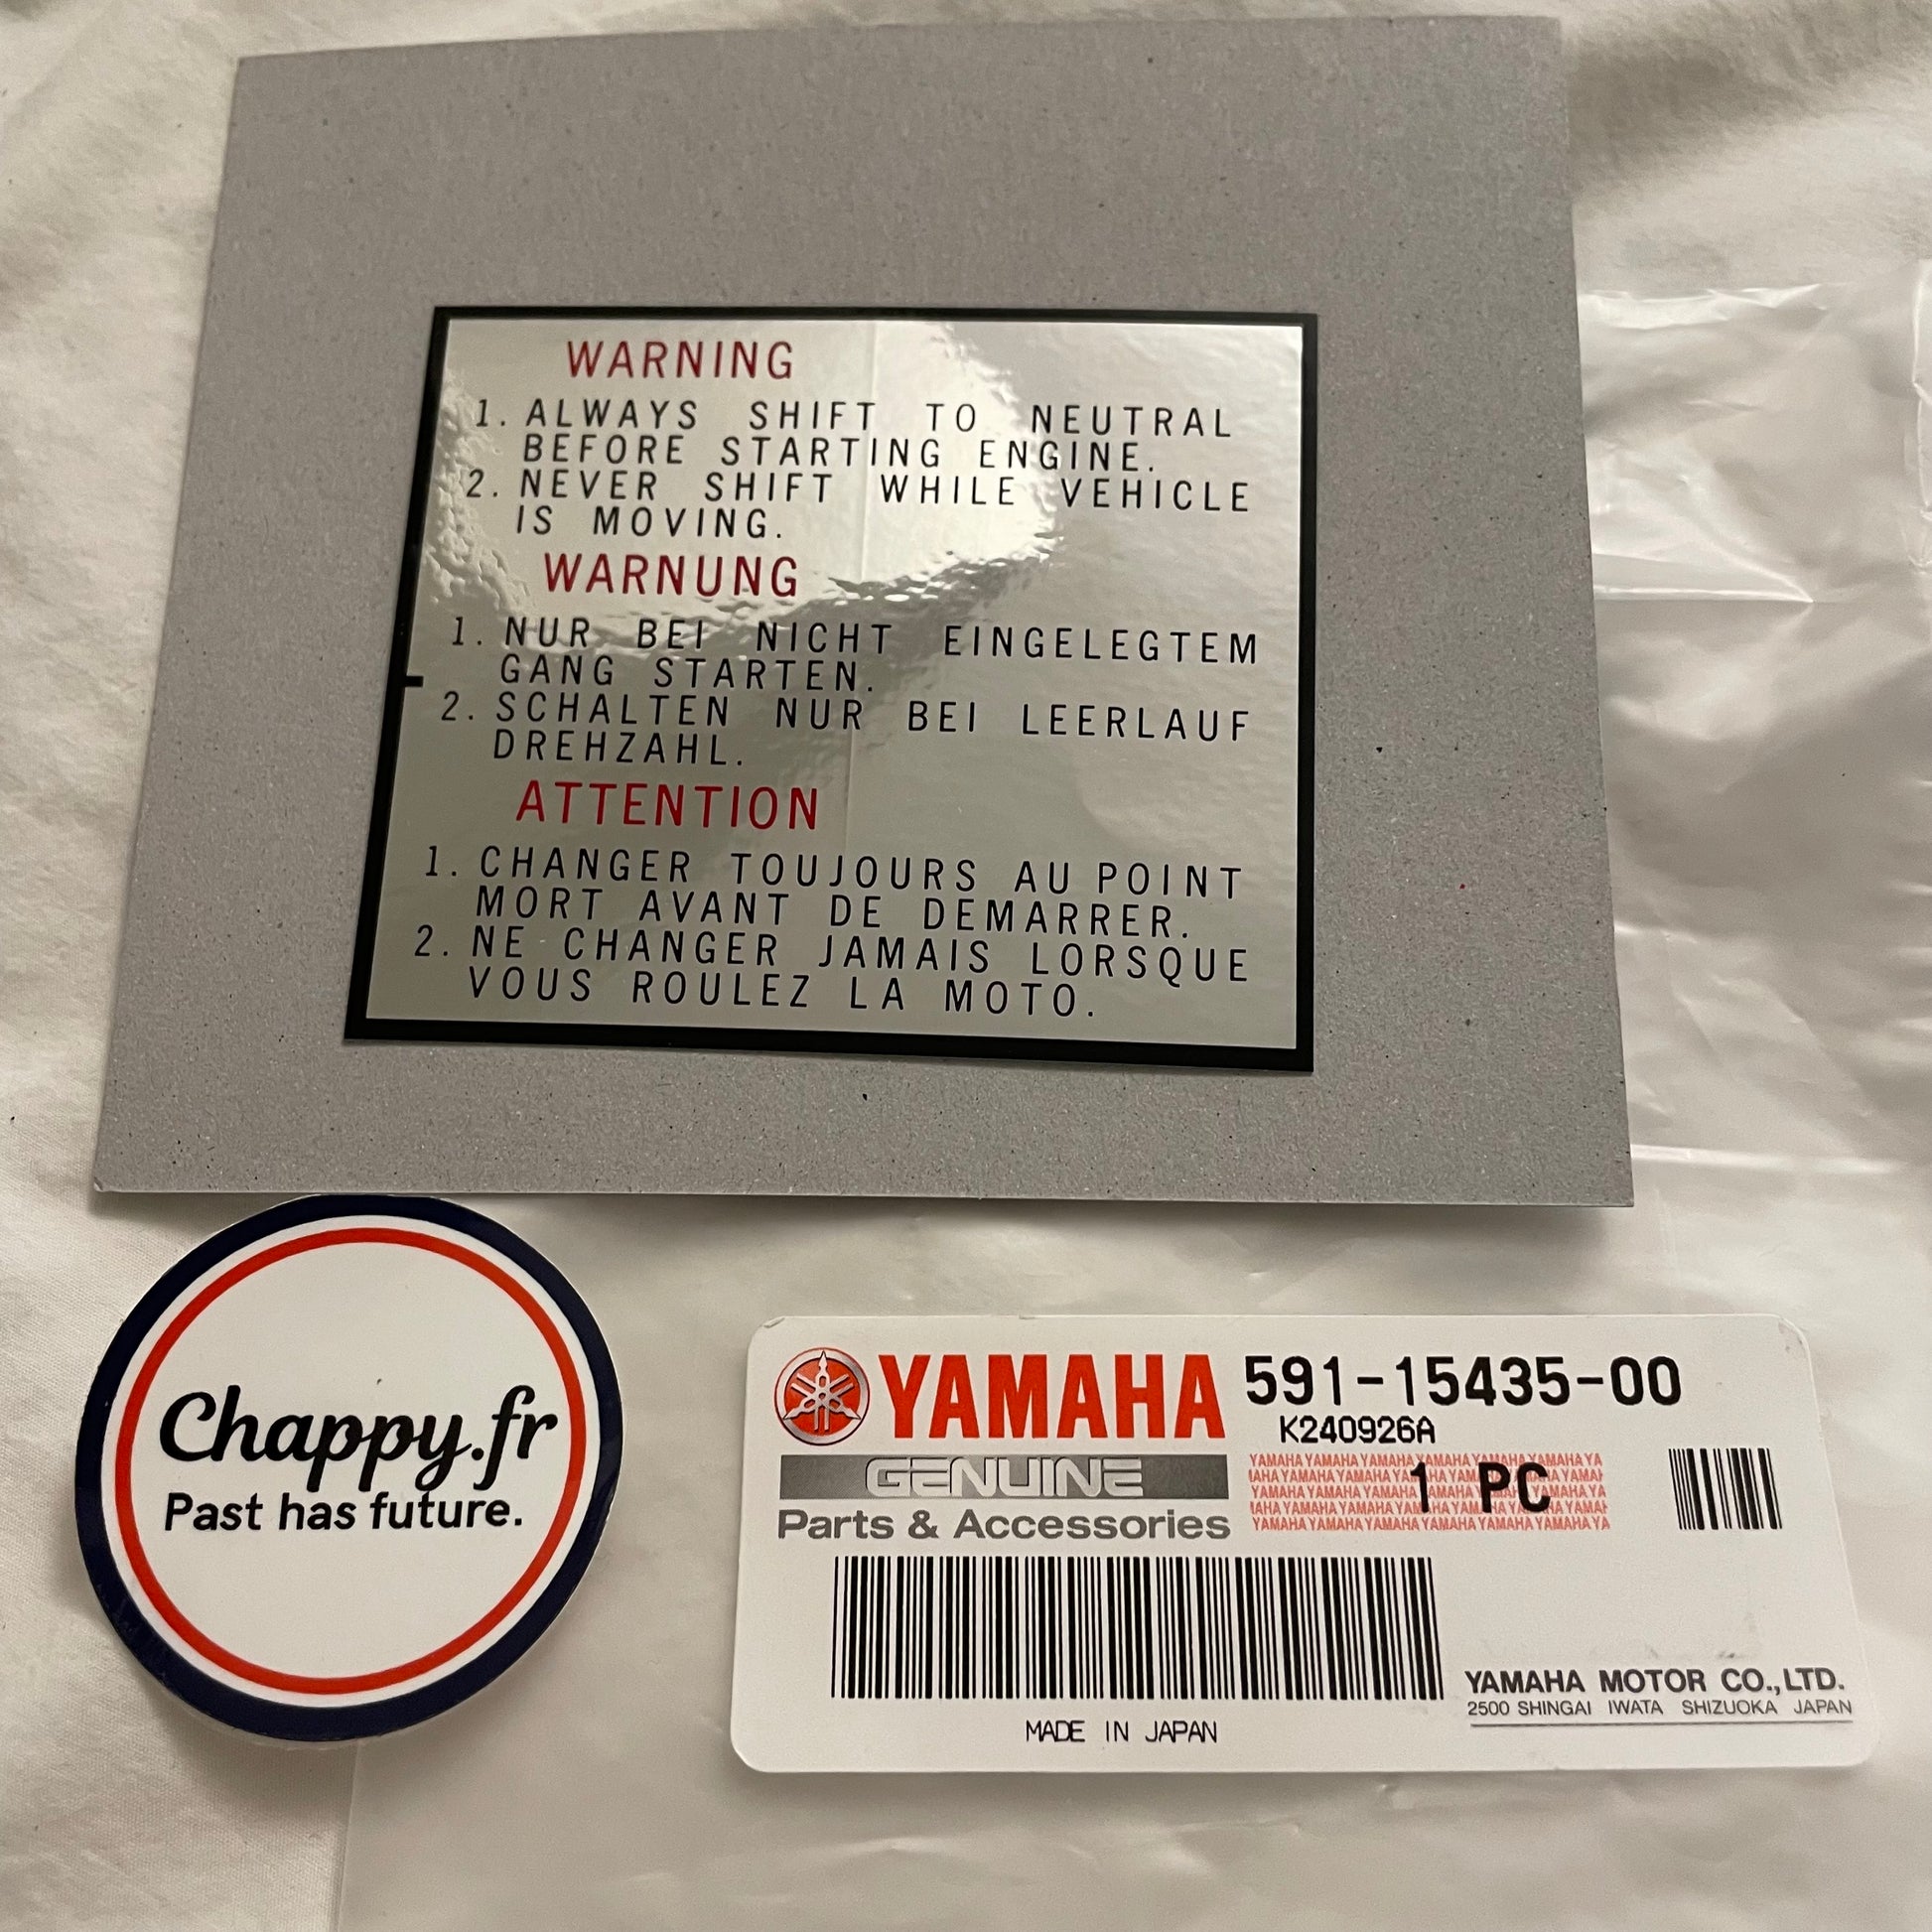 WARNING
1. ALWAYS SHIFT TO NEUTRAL
BEFORE STARTING ENGINE.
2. NEVER SHIFT WHILE VEHICLE
IS MOVING.
WARNUNG
1. NUR BEI NICHT EINGELEGTEM
GANG STARTEN.
2. SCHALTEN NUR BEI LEERLAUF
DREHZAHL.
ATTENTION
1. CHANGER TOUJOURS AU POINT
MORT AVANT DE DEMARRER.
2. NE CHANGER JAMAIS LORSQUE
VOUS ROULEZ LA MOTO.
Chappy.fr
Past has future.
YAMAHA 591-15435-00
K240926A
GENUINE
1 PC
Parts & Accessories
YAMAHA MOTOR CO.,LTD.
2500 SHINGAI IWATA SHIZUOKA JAPAN
MADE IN JAPAN